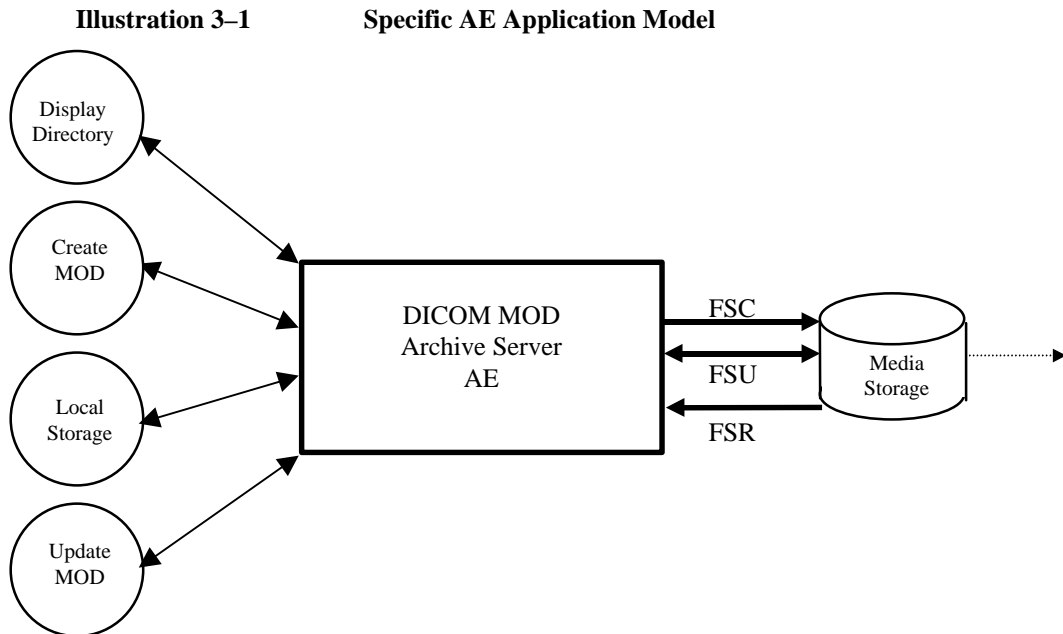 Illustration 3–1 Specific AE Application Model
Display
Directory
Create
MOD
Local
Storage
Update
MOD
DICOM MOD
Archive Server
AE
FSC
FSU
FSR
Media
Storage